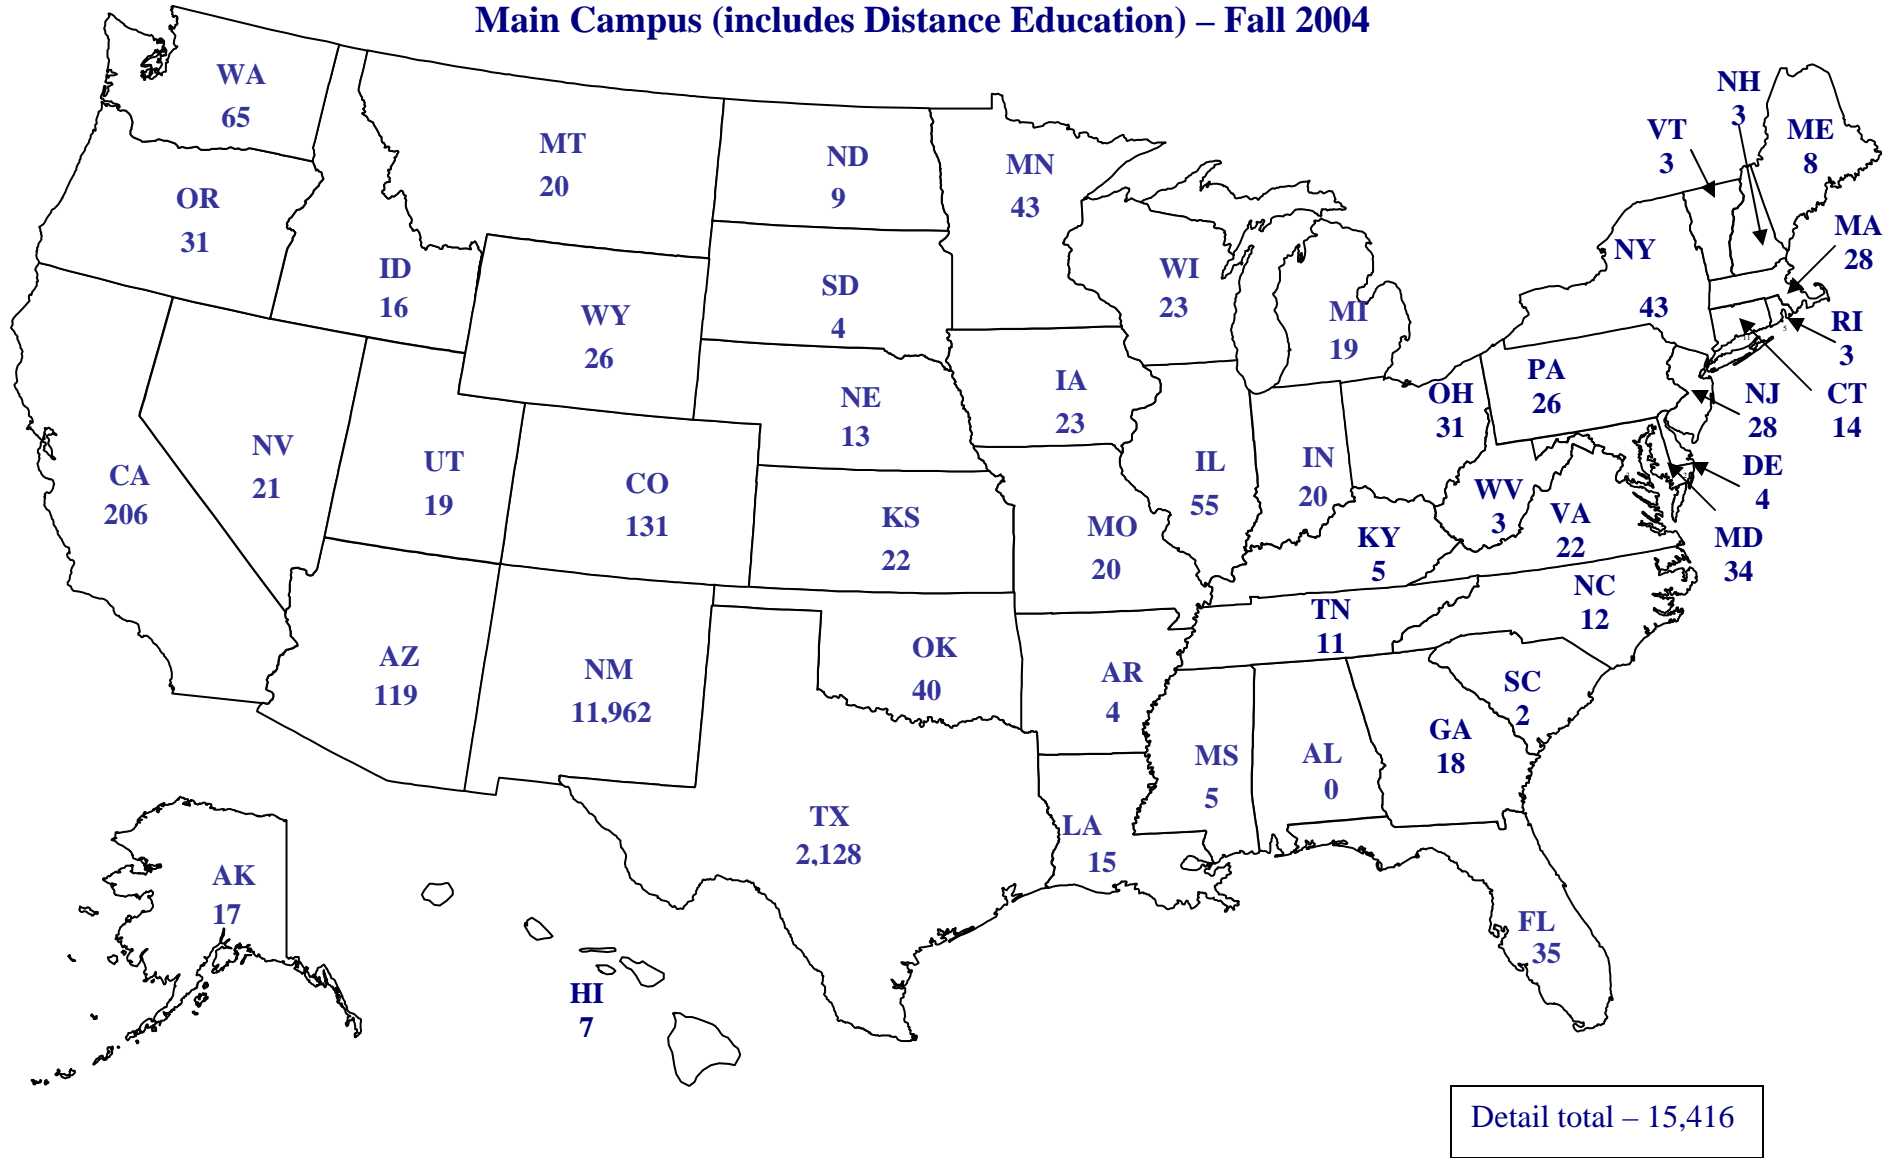 Main Campus (includes Distance Education) – Fall 2004
WA
65
OR
31
CA
206
NV
21
ID
16
MT
20
WY
26
UT
19
CO
131
AZ
119
NM
11,962
ND
9
SD
4
NE
13
KS
22
OK
40
TX
2,128
MN
43
IA
23
MO
20
AR
4
LA
15
WI
23
IL
55
MI
19
IN
20
OH
31
KY
5
TN
11
MS
5
AL
0
GA
18
FL
35
SC
2
NC
12
VA
22
WV
3
PA
26
NY
43
VT
3
NH
3
ME
8
MA
28
RI
3
CT
14
NJ
28
DE
4
MD
34
AK
17
HI
7
Detail total – 15,416